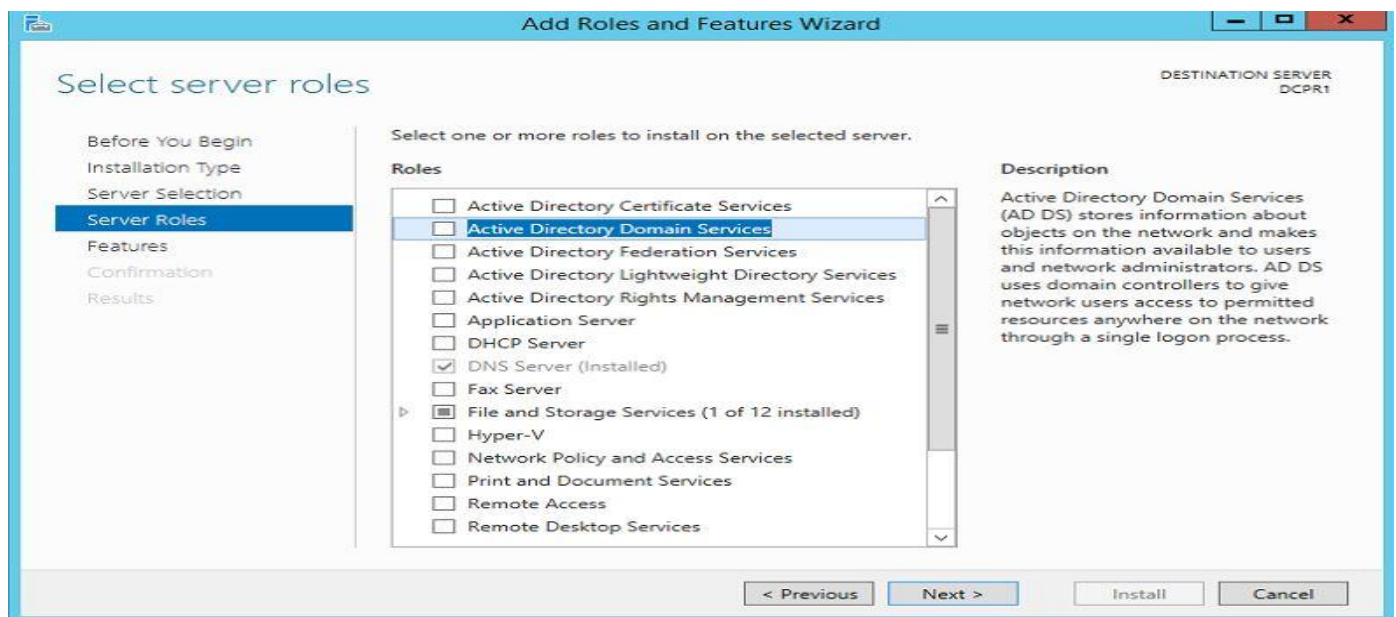 Add Roles and Features Wizard
Select server roles
DESTINATION SERVER
DCPR1
Before You Begin
Installation Type
Server Selection
Server Roles
Features
Confirmation
Results
Select one or more roles to install on the selected server.
Roles
Active Directory Certificate Services
Active Directory Domain Services
Active Directory Federation Services
Active Directory Lightweight Directory Services
Active Directory Rights Management Services
Application Server
DHCP Server
DNS Server (Installed)
Fax Server
File and Storage Services (1 of 12 installed)
Hyper-V
Network Policy and Access Services
Print and Document Services
Remote Access
Remote Desktop Services
Description
Active Directory Domain Services
(AD DS) stores information about
objects on the network and makes
this information available to users
and network administrators. AD DS
uses domain controllers to give
network users access to permitted
resources anywhere on the network
through a single logon process.
< Previous
Next >
Install
Cancel